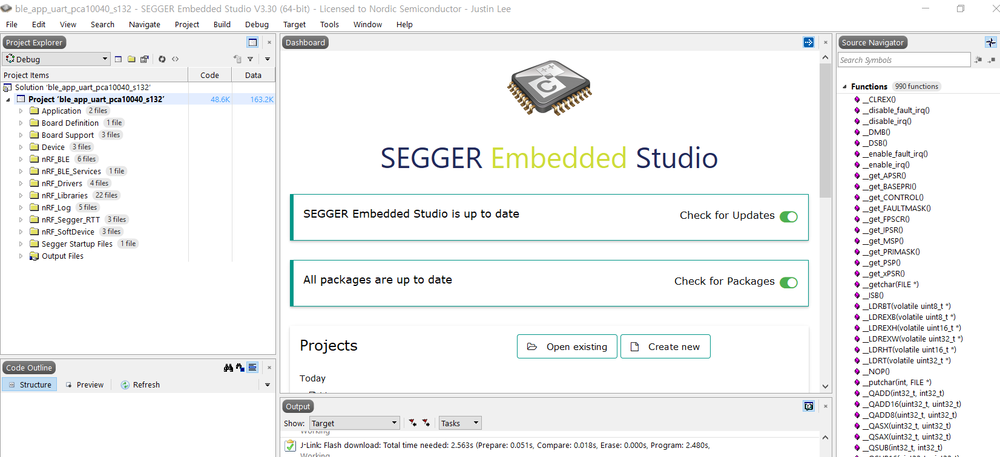 ble_app_uart_pca10040_s132 - SEGGER Embedded Studio V3.30 (64-bit) - Licensed to Nordic Semiconductor - Justin Lee
File Edit View Search Navigate Project Build Debug Target Tools Window Help
Project Explorer
Debug
Project Items Code Data
Solution 'ble_app_uart_pca10040_s132'
Project 'ble_app_uart_pca10040_s132' 48.6K 163.2K
Application 2 files
Board Definition 1 file
Board Support 3 files
Device 3 files
nRF_BLE 6 files
nRF_BLE_Services 1 file
nRF_Drivers 4 files
nRF_Libraries 22 files
nRF_Log 5 files
nRF_Segger_RTT 3 files
nRF_SoftDevice 3 files
Segger Startup Files 1 file
Output Files
Code Outline
Structure Preview Refresh
Dashboard
C
SEGGER Embedded Studio
SEGGER Embedded Studio is up to date Check for Updates
All packages are up to date Check for Packages
Projects Open existing Create new
Today
Output
Show: Target Tasks
Working
J-Link: Flash download: Total time needed: 2.563s (Prepare: 0.051s, Compare: 0.018s, Erase: 0.000s, Program: 2.480s,
Working
Source Navigator
Search Symbols
Functions 990 functions
__CLREX()
__disable_fault_irq()
__disable_irq()
__DMB()
__DSB()
__enable_fault_irq()
__enable_irq()
__get_APSR()
__get_BASEPRI()
__get_CONTROL()
__get_FAULTMASK()
__get_FPSCR()
__get_IPSR()
__get_MSP()
__get_PRIMASK()
__get_PSP()
__get_xPSR()
__getchar(FILE *)
__ISB()
__LDRBT(volatile uint8_t *)
__LDREXB(volatile uint8_t *)
__LDREXH(volatile uint16_t *)
__LDREXW(volatile uint32_t *)
__LDRHT(volatile uint16_t *)
__LDRT(volatile uint32_t *)
__NOP()
__putchar(int, FILE *)
__QADD(int32_t, int32_t)
__QADD16(uint32_t, uint32_t)
__QADD8(uint32_t, uint32_t)
__QASX(uint32_t, uint32_t)
__QSAX(uint32_t, uint32_t)
__QSUB(int32_t, int32_t)